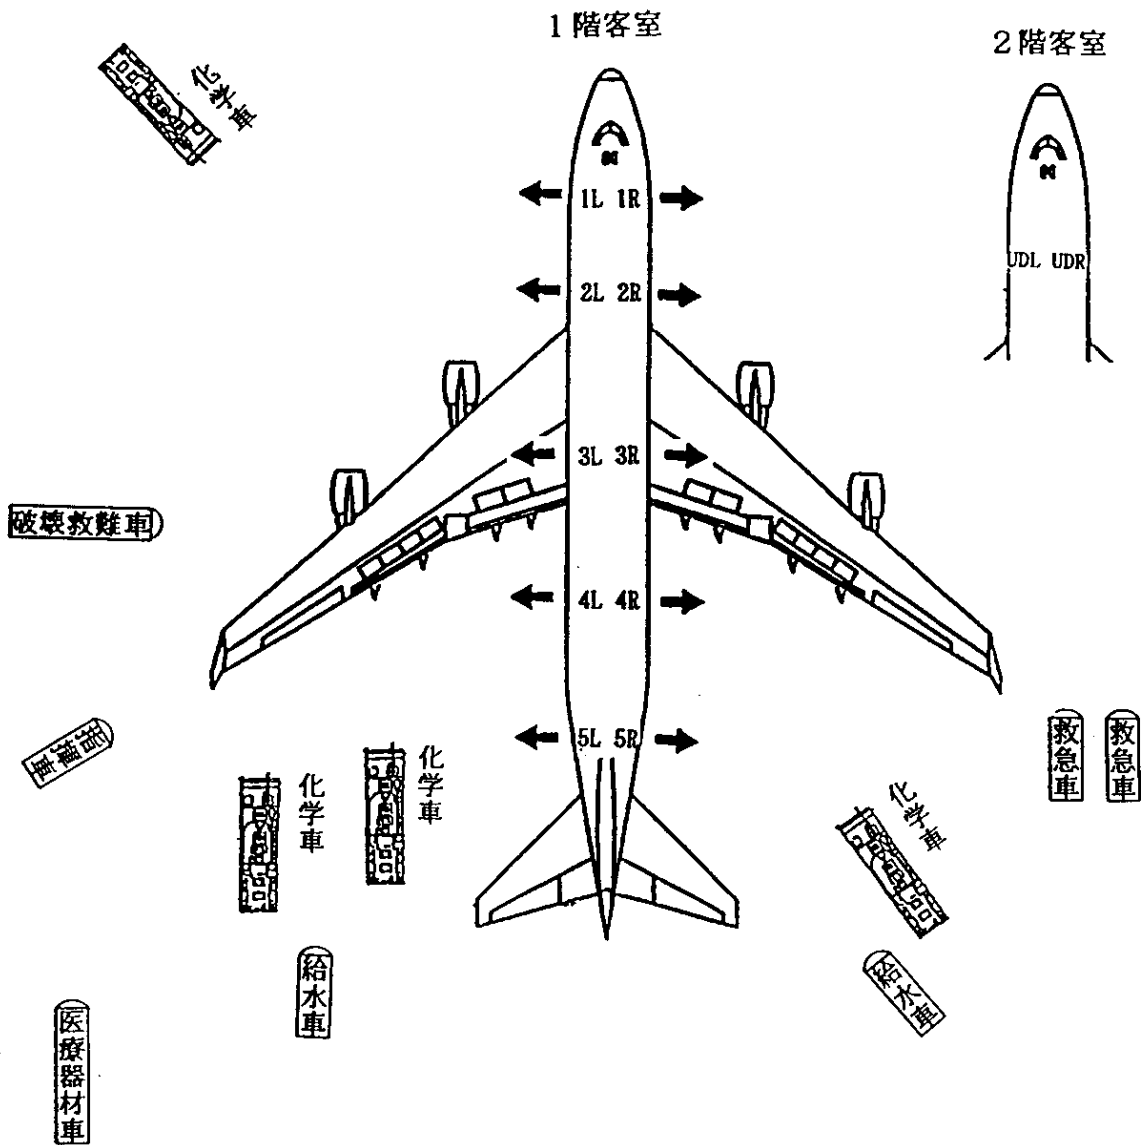 1階客室
2階客室
化学車
1L 1R
UDL UDR
2L 2R
3L 3R
破壊救難車
4L 4R
指揮車
5L 5R
救急車
救急車
化学車
化学車
化学車
給水車
給水車
医療器材車